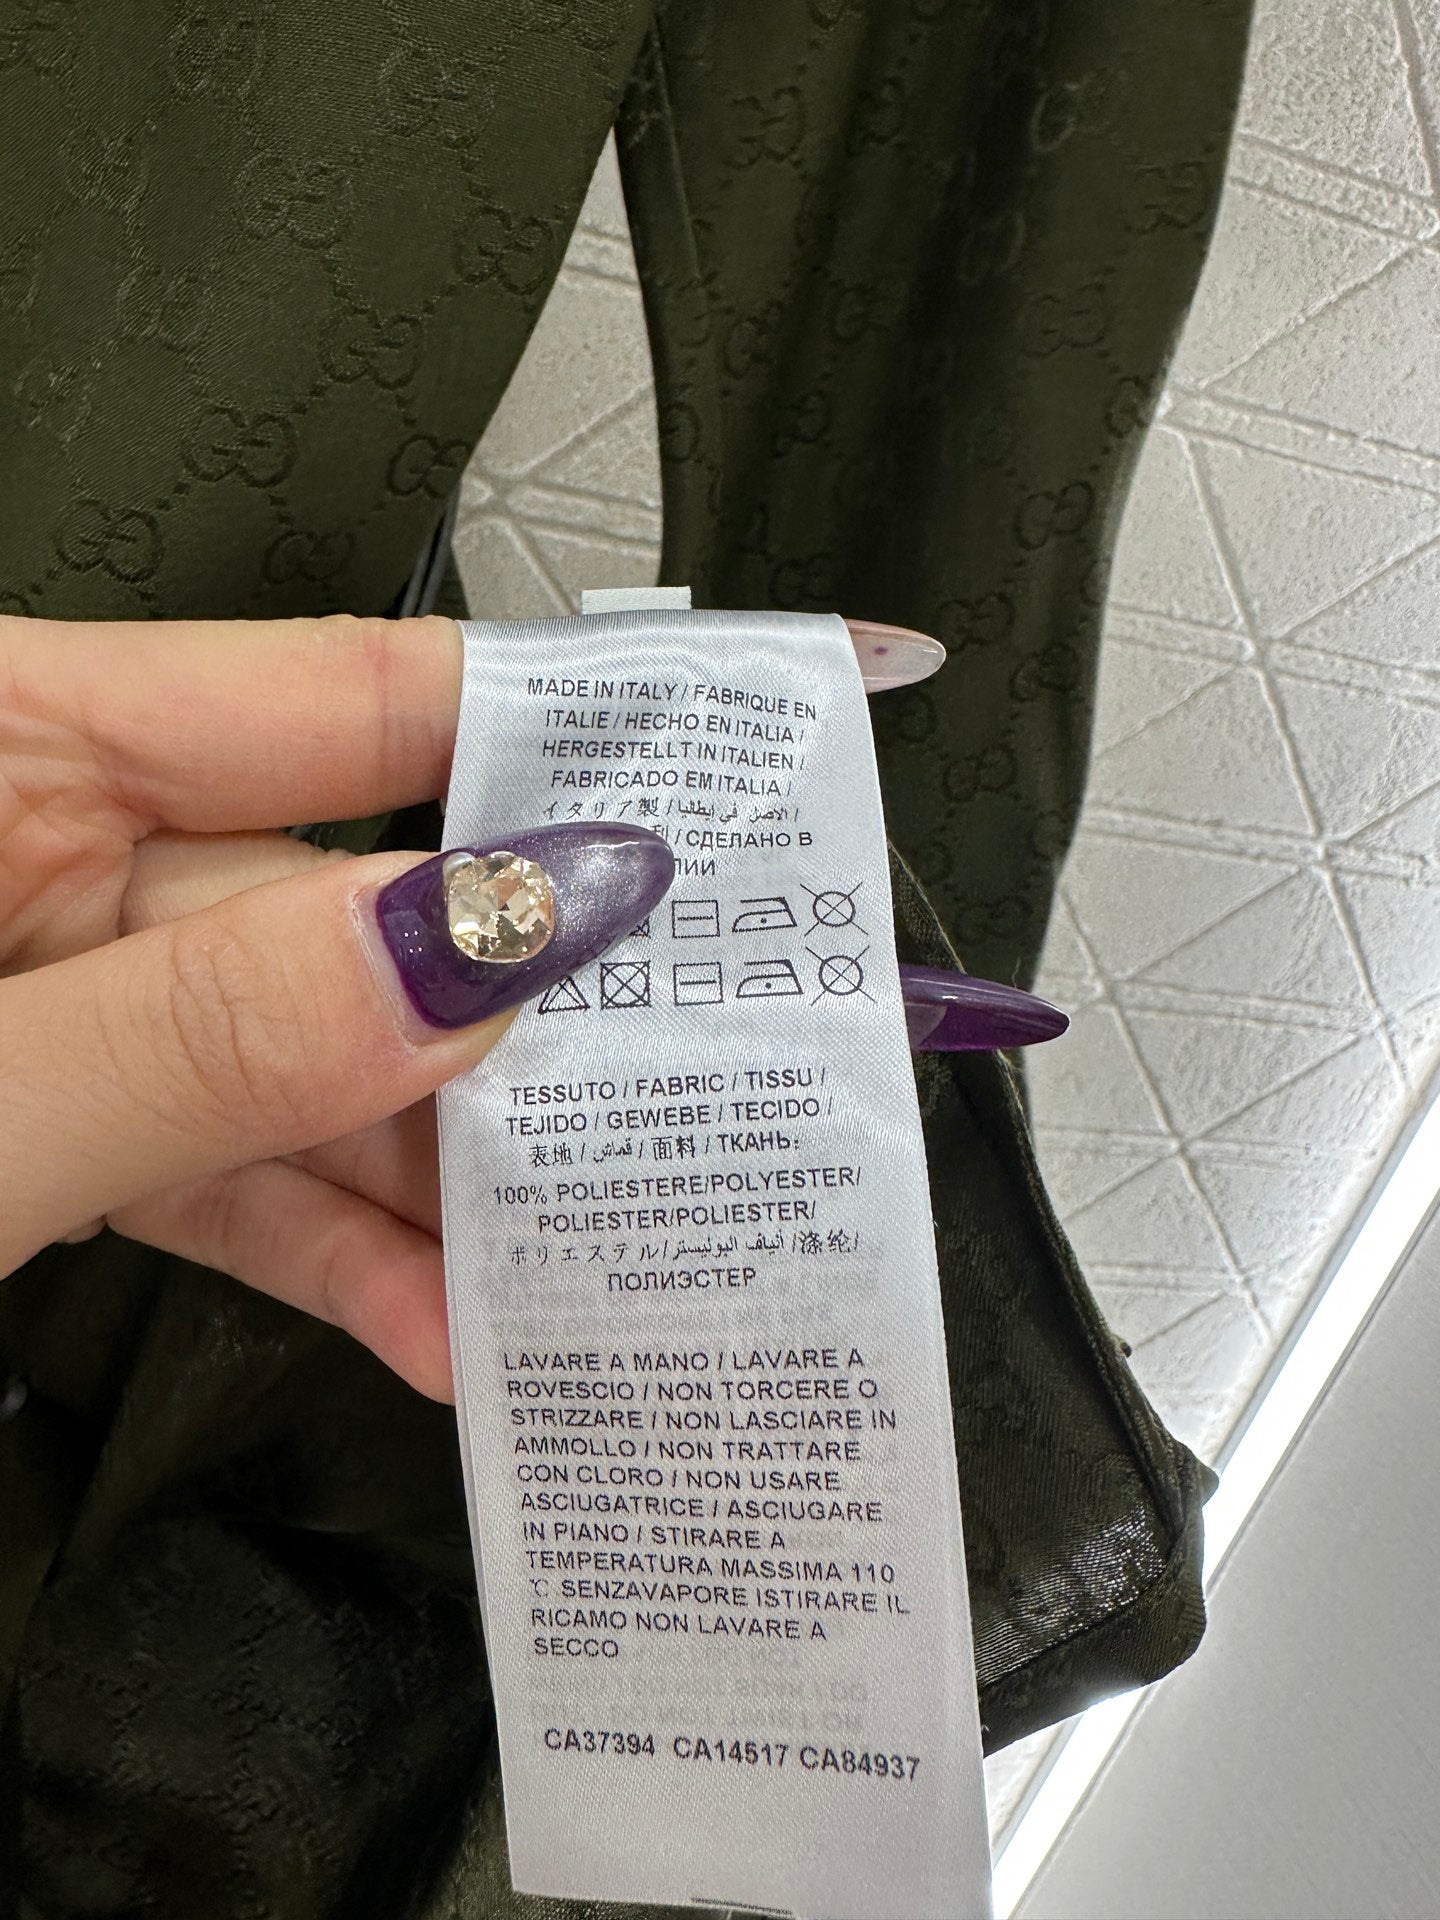 MADE IN ITALY / FABRIQUE EN
ITALIE / HECHO EN ITALIA /
HERGESTELLT IN ITALIEN /
FABRICADO EM ITALIA /
イタリア製 / الاصل في إيطاليا /
/ СДЕЛАНО В
TESSUTO / FABRIC / TISSU /
TEJIDO / GEWEBE / TECIDO /
表地 / قماش / 面料 / ТКАНЬ:
100% POLIESTERE/POLYESTER/
POLIESTER/POLIESTER/
ポリエステル/ألياف البوليستر/涤纶/
ПОЛИЭСТЕР
LAVARE A MANO / LAVARE A
ROVESCIO / NON TORCERE O
STRIZZARE / NON LASCIARE IN
AMMOLLO / NON TRATTARE
CON CLORO / NON USARE
ASCIUGATRICE / ASCIUGARE
IN PIANO / STIRARE A
TEMPERATURA MASSIMA 110
℃ SENZAVAPORE ISTIRARE IL
RICAMO NON LAVARE A
SECCO
CA37394 CA14517 CA84937